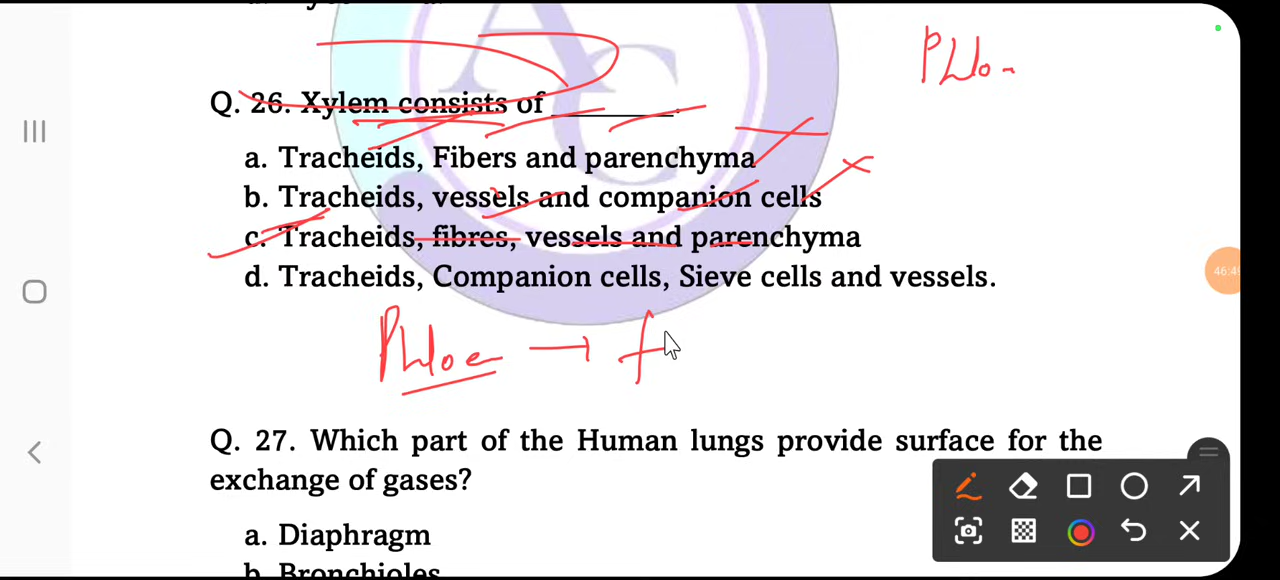 Phlo
Q. 26. Xylem consists of ________.
a. Tracheids, Fibers and parenchyma
b. Tracheids, vessels and companion cells
c. Tracheids, fibres, vessels and parenchyma
d. Tracheids, Companion cells, Sieve cells and vessels.
Phloem → f
Q. 27. Which part of the Human lungs provide surface for the
exchange of gases?
a. Diaphragm
b. Bronchioles